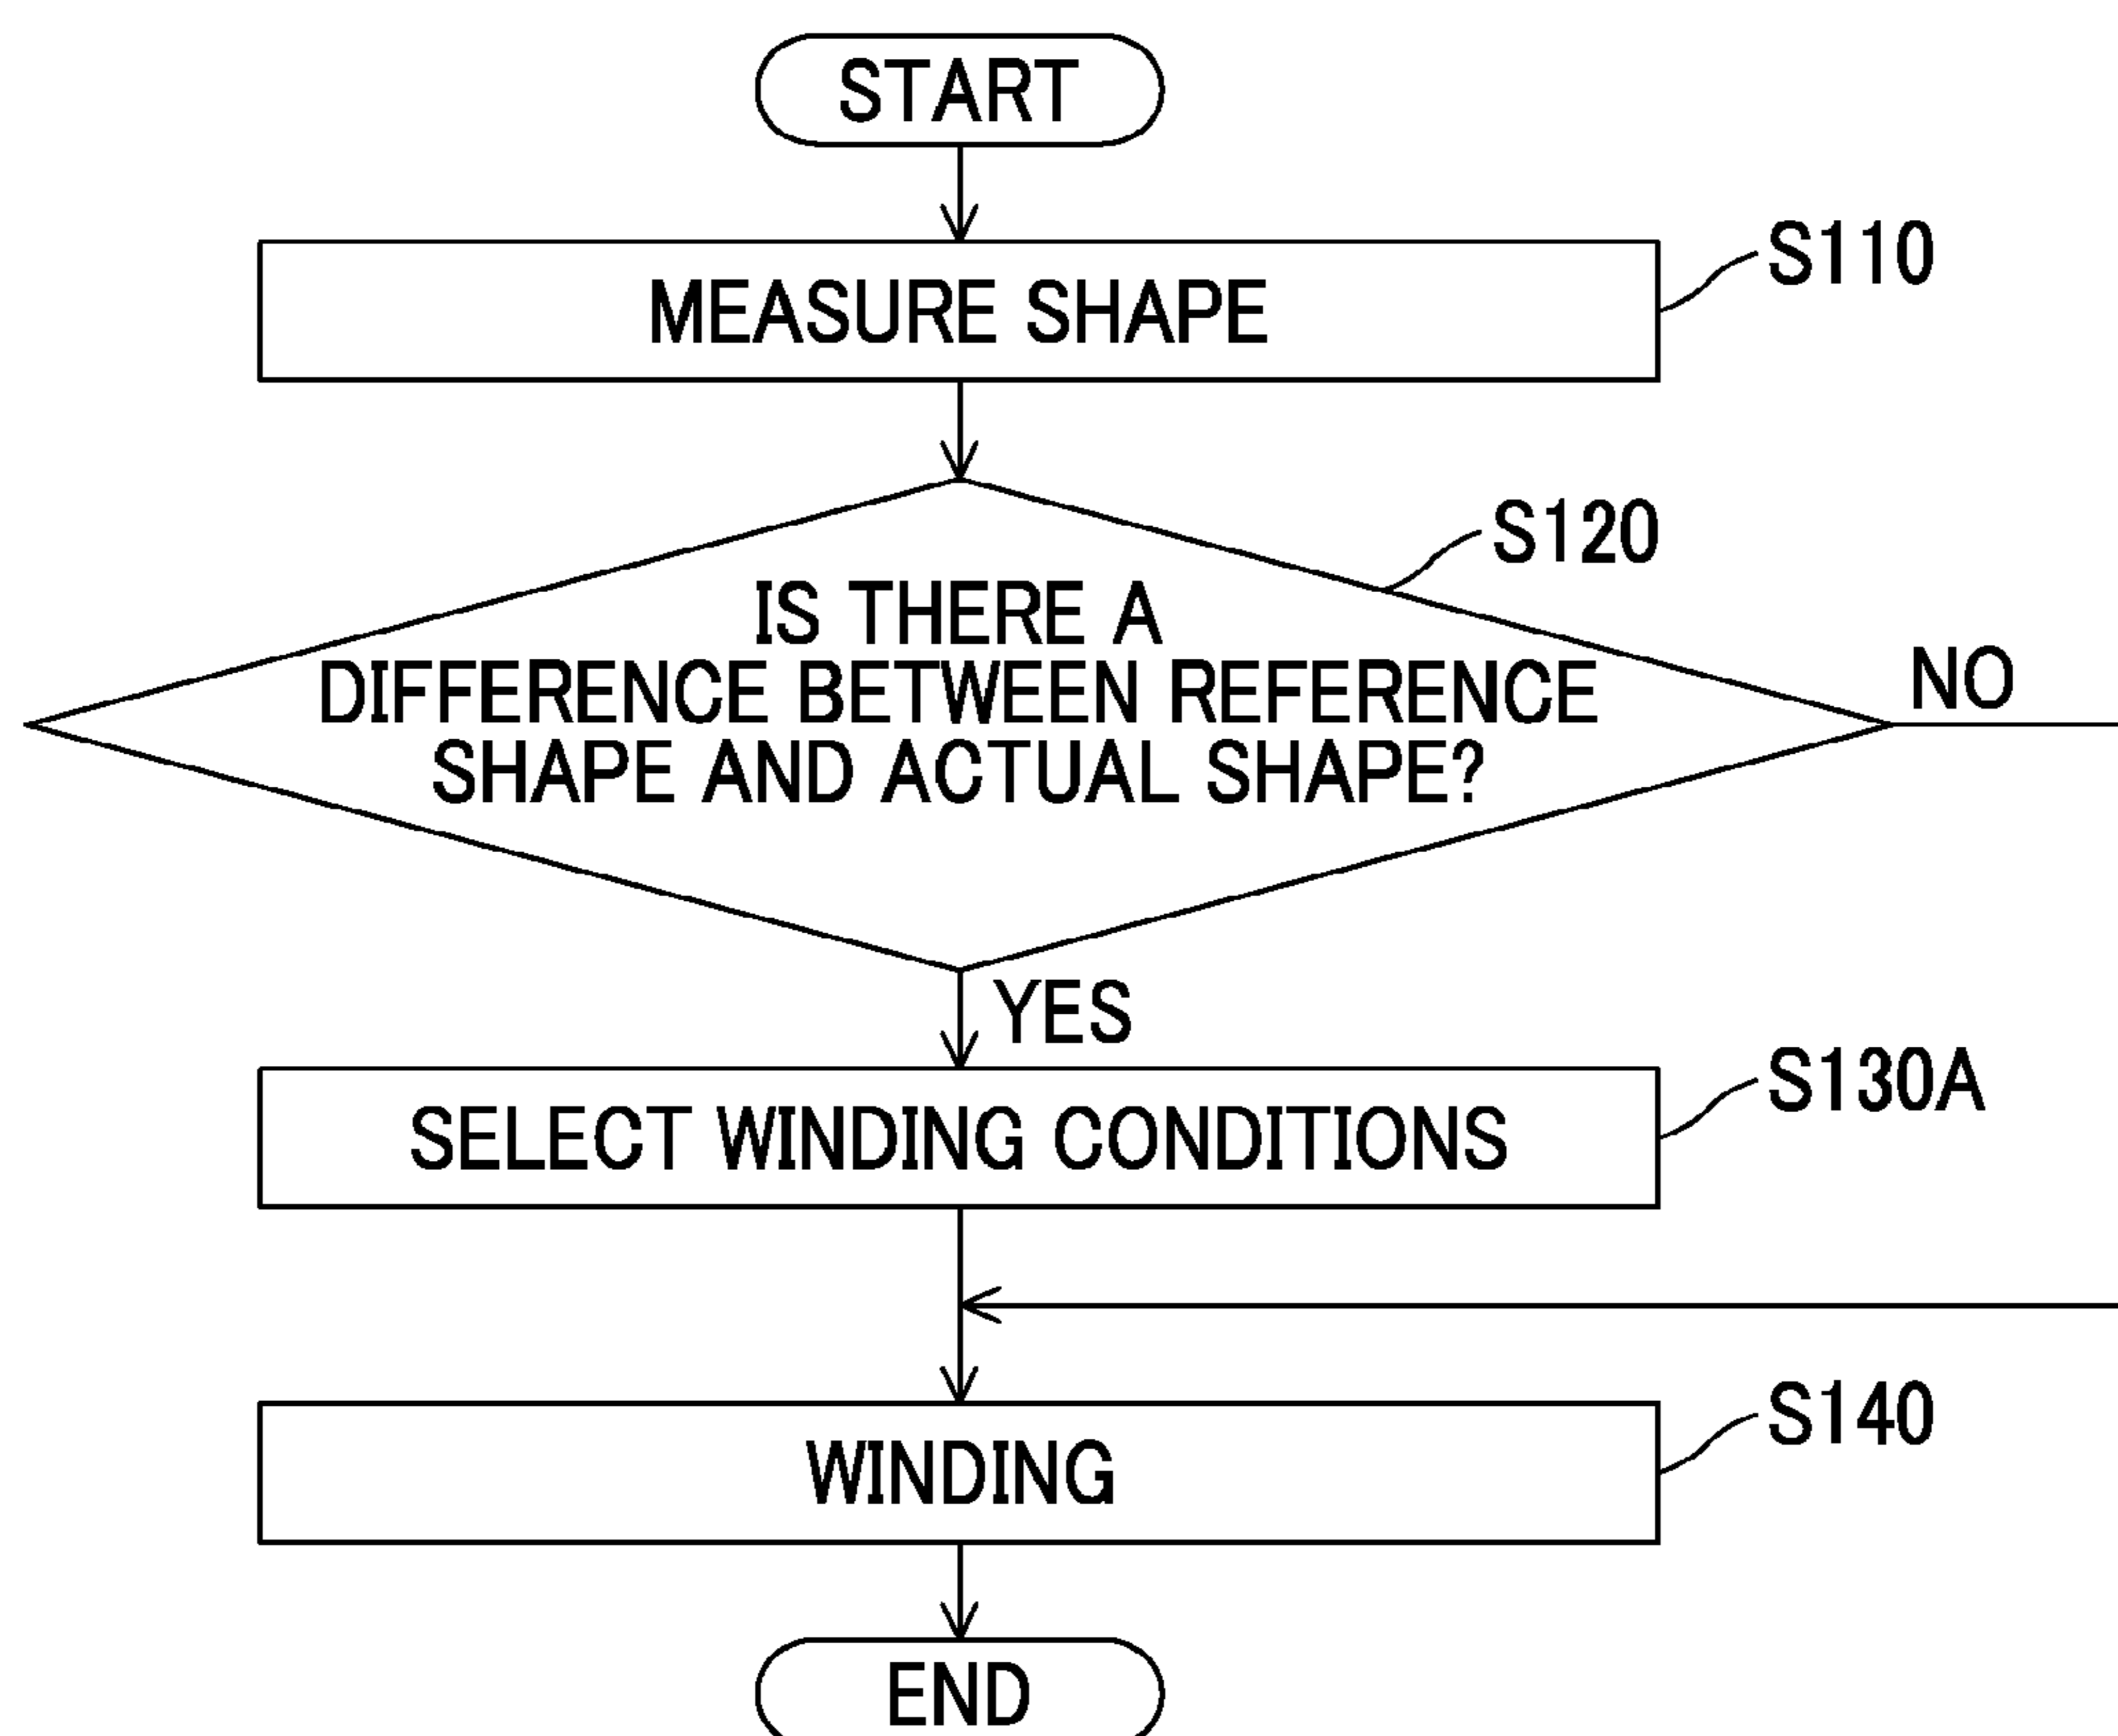 START
MEASURE SHAPE
S110
S120
IS THERE A
DIFFERENCE BETWEEN REFERENCE
SHAPE AND ACTUAL SHAPE?
NO
YES
SELECT WINDING CONDITIONS
S130A
WINDING
S140
END